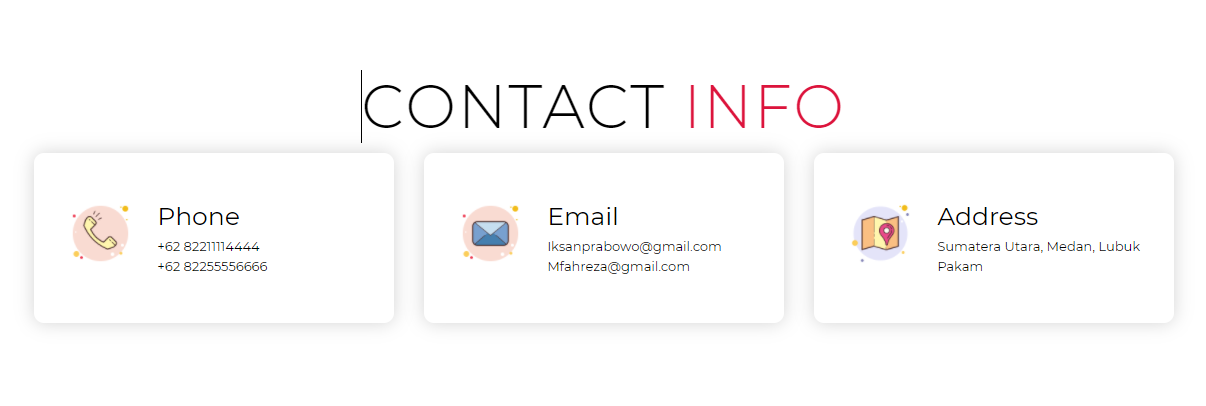 CONTACT INFO
Phone
+62 82211114444
+62 82255556666
Email
Iksanprabowo@gmail.com
Mfahreza@gmail.com
Address
Sumatera Utara, Medan, Lubuk
Pakam